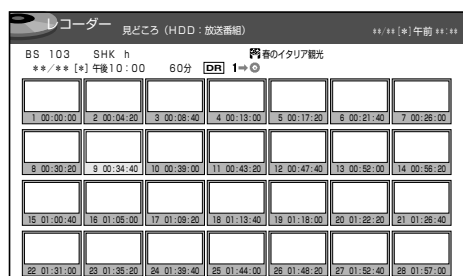 レコーダー 見どころ（HDD：放送番組） **/**[*]午前**:**
BS 103 SHK h 春のイタリア観光
**/**[*]午後10：00 60分 DR 1➡
1 00:00:00 2 00:04:20 3 00:08:40 4 00:13:00 5 00:17:20 6 00:21:40 7 00:26:00
8 00:30:20 9 00:34:40 10 00:39:00 11 00:43:20 12 00:47:40 13 00:52:00 14 00:56:20
15 01:00:40 16 01:05:00 17 01:09:20 18 01:13:40 19 01:18:00 20 01:22:20 21 01:26:40
22 01:31:00 23 01:35:20 24 01:39:40 25 01:44:00 26 01:48:20 27 01:52:40 28 01:57:00